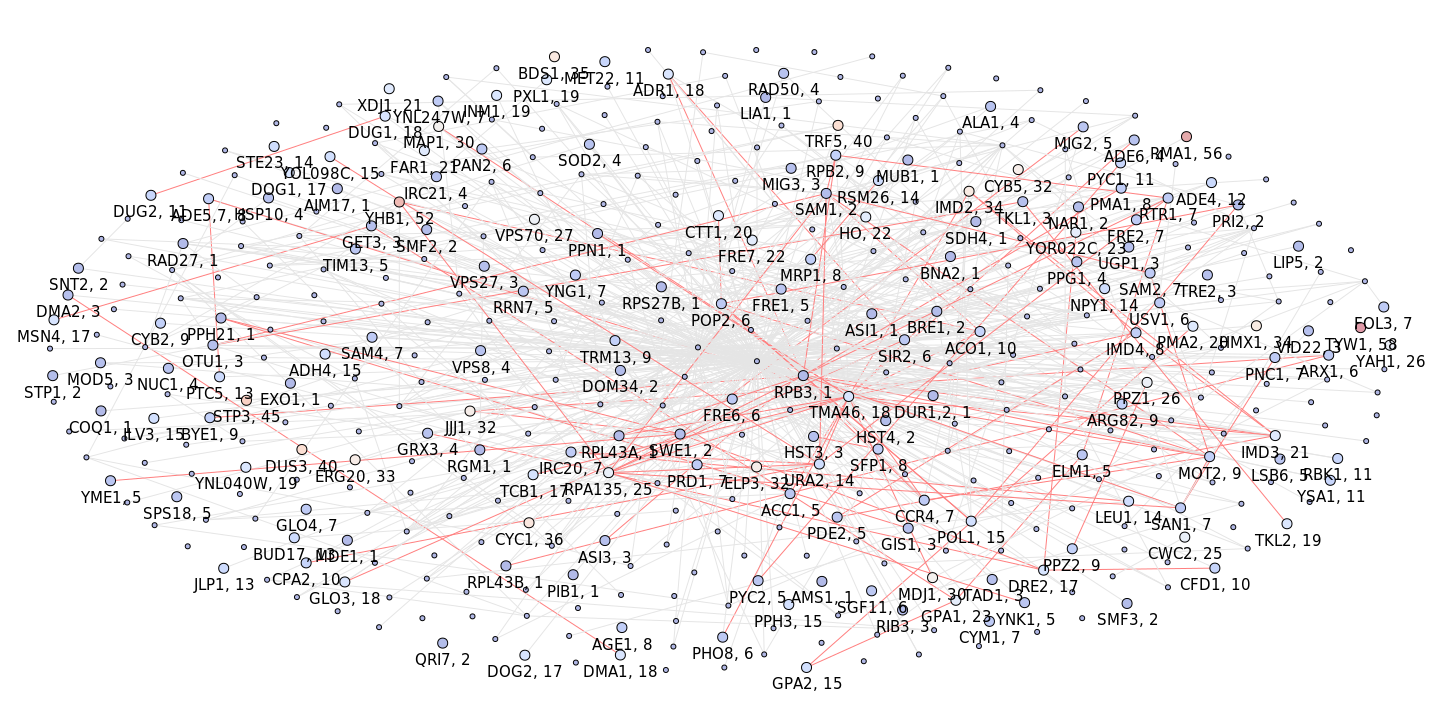 BDS1, 35
MET22, 11
ADR1, 18
RAD50, 4
PXL1, 19
XDJ1, 21
INM1, 19
LIA1, 1
YNL247W, 7
ALA1, 4
DUG1, 18
MAP1, 30
TRF5, 40
MIG2, 5
RMA1, 56
ADE6, 4
STE23, 14
FAR1, 21
PAN2, 6
SOD2, 4
RPB2, 9
MUB1, 1
YOL098C, 15
PYC1, 11
MIG3, 3
CYB5, 32
DOG1, 17
IRC21, 4
RSM26, 14
ADE4, 12
PMA1, 8
AIM17, 1
IMD2, 34
SAM1, 2
DUG2, 11
ADE5,7, 8
HSP10, 4
YHB1, 52
TKL1, 3
RTR1, 7
PRI2, 2
NAR1, 2
CTT1, 20
HO, 22
VPS70, 27
FRE2, 7
SDH4, 1
GET3, 3
SMF2, 2
PPN1, 1
YOR022C, 23
FRE7, 22
RAD27, 1
LIP5, 2
TIM13, 5
UGP1, 3
BNA2, 1
MRP1, 8
PPG1, 4
SNT2, 2
VPS27, 3
YNG1, 7
SAM2, 7
TRE2, 3
RPS27B, 1
FRE1, 5
NPY1, 14
RRN7, 5
DMA2, 3
POP2, 6
USV1, 6
FOL3, 7
MSN4, 17
PPH21, 1
ASI1, 1
BRE1, 2
CYB2, 9
PMA2, 29
HMX1, 34
VID22, 3
TYW1, 58
SAM4, 7
ACO1, 10
IMD4, 8
SIR2, 6
TRM13, 9
OTU1, 3
YAH1, 26
VPS8, 4
ADH4, 15
PNC1, 7
ARX1, 6
MOD5, 3
NUC1, 4
DOM34, 2
STP1, 2
PTC5, 13
EXO1, 1
RPB3, 1
PPZ1, 26
TMA46, 18
DUR1,2, 1
STP3, 45
FRE6, 6
ARG82, 9
COQ1, 1
ILV3, 15
BYE1, 9
JJJ1, 32
HST4, 2
GRX3, 4
RPL43A, 1
SWE1, 2
HST3, 3
IMD3, 21
DUS3, 40
SFP1, 8
RGM1, 1
IRC20, 7
ELM1, 5
MOT2, 9
LSB6, 5
RBK1, 11
ERG20, 33
YNL040W, 19
PRD1, 7
ELP3, 32
URA2, 14
TCB1, 17
RPA135, 25
YME1, 5
YSA1, 11
SPS18, 5
ACC1, 5
GLO4, 7
CCR4, 7
LEU1, 14
SAN1, 7
PDE2, 5
CYC1, 36
POL1, 15
TKL2, 19
GIS1, 3
BUD17, 13
MDE1, 1
ASI3, 3
CWC2, 25
PPZ2, 9
JLP1, 13
CPA2, 10
RPL43B, 1
CFD1, 10
DRE2, 17
PIB1, 1
GLO3, 18
MDJ1, 30
TAD1, 3
PYC2, 5
AMS1, 1
SGF11, 6
GPA1, 23
YNK1, 5
SMF3, 2
PPH3, 15
RIB3, 3
CYM1, 7
AGE1, 8
PHO8, 6
QRI7, 2
DOG2, 17
DMA1, 18
GPA2, 15